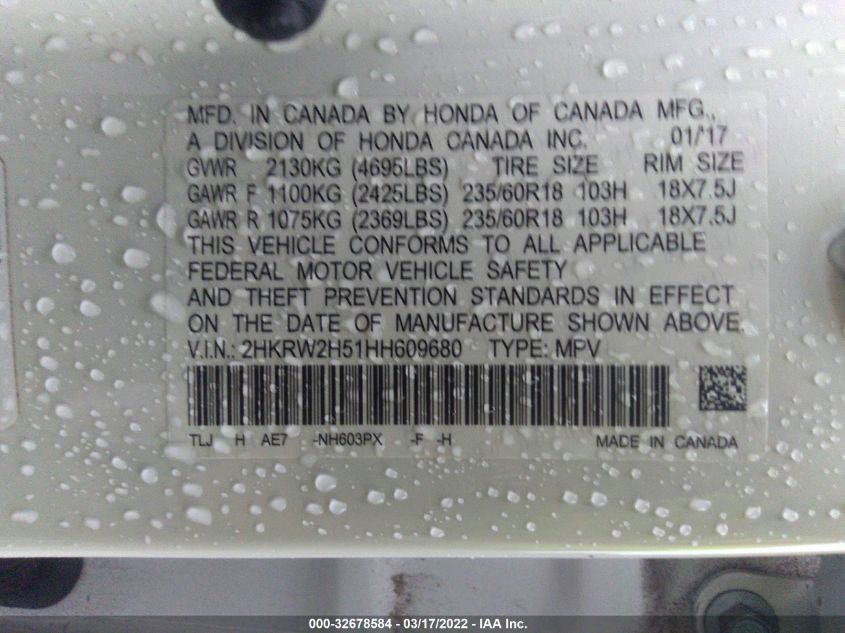 MFD. IN CANADA BY HONDA OF CANADA MFG.,
A DIVISION OF HONDA CANADA INC. 01/17
GVWR 2130KG (4695LBS) TIRE SIZE RIM SIZE
GAWR F 1100KG (2425LBS) 235/60R18 103H 18X7.5J
GAWR R 1075KG (2369LBS) 235/60R18 103H 18X7.5J
THIS VEHICLE CONFORMS TO ALL APPLICABLE
FEDERAL MOTOR VEHICLE SAFETY
AND THEFT PREVENTION STANDARDS IN EFFECT
ON THE DATE OF MANUFACTURE SHOWN ABOVE.
V.I.N.: 2HKRW2H51HH609680 TYPE: MPV
TLJ H AE7 -NH603PX -F -H MADE IN CANADA
000-32678584 - 03/17/2022 - IAA Inc.